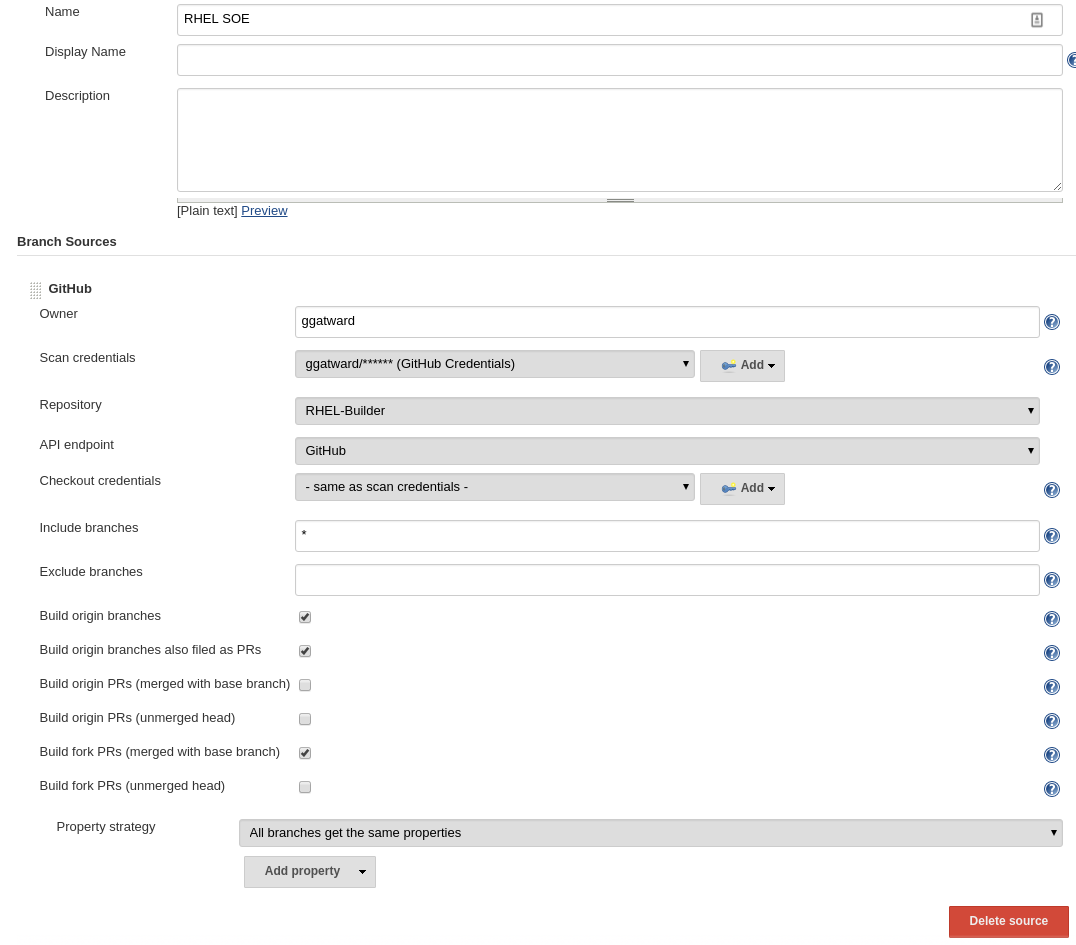 Name
RHEL SOE
Display Name
Description
[Plain text] Preview
Branch Sources
GitHub
Owner
ggatward
Scan credentials
ggatward/****** (GitHub Credentials)
Add
Repository
RHEL-Builder
API endpoint
GitHub
Checkout credentials
- same as scan credentials -
Add
Include branches
*
Exclude branches
Build origin branches
Build origin branches also filed as PRs
Build origin PRs (merged with base branch)
Build origin PRs (unmerged head)
Build fork PRs (merged with base branch)
Build fork PRs (unmerged head)
Property strategy
All branches get the same properties
Add property
Delete source